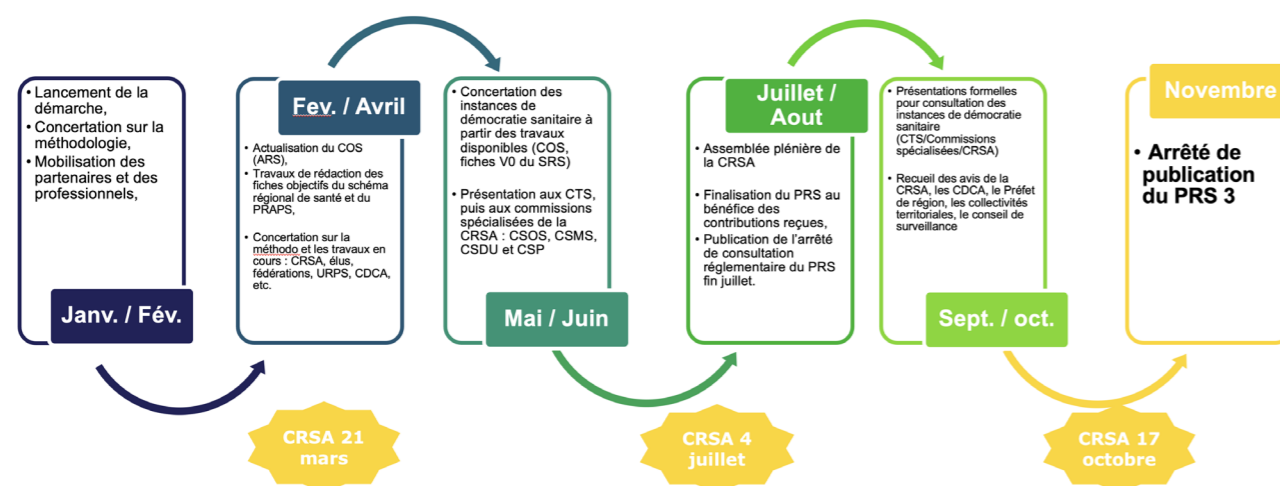 • Lancement de la
démarche,
• Concertation sur la
méthodologie,
• Mobilisation des
partenaires et des
professionnels,
Janv. / Fév.
Fev. / Avril
• Actualisation du COS
(ARS),
• Travaux de rédaction des
fiches objectifs du schéma
régional de santé et du
PRAPS,
• Concertation sur la
méthodo et les travaux en
cours : CRSA, élus,
fédérations, URPS, CDCA,
etc.
• Concertation des
instances de
démocratie sanitaire à
partir des travaux
disponibles (COS,
fiches V0 du SRS)
• Présentation aux CTS,
puis aux commissions
spécialisées de la
CRSA : CSOS, CSMS,
CSDU et CSP
Mai / Juin
Juillet /
Aout
• Assemblée plénière de
la CRSA
• Finalisation du PRS au
bénéfice des
contributions reçues,
• Publication de l'arrêté
de consultation
réglementaire du PRS
fin juillet.
• Présentations formelles
pour consultation des
instances de démocratie
sanitaire
(CTS/Commissions
spécialisées/CRSA)
• Recueil des avis de la
CRSA, les CDCA, le Préfet
de région, les collectivités
territoriales, le conseil de
surveillance
Sept. / oct.
Novembre
• Arrêté de
publication
du PRS 3
CRSA 21
mars
CRSA 4
juillet
CRSA 17
octobre